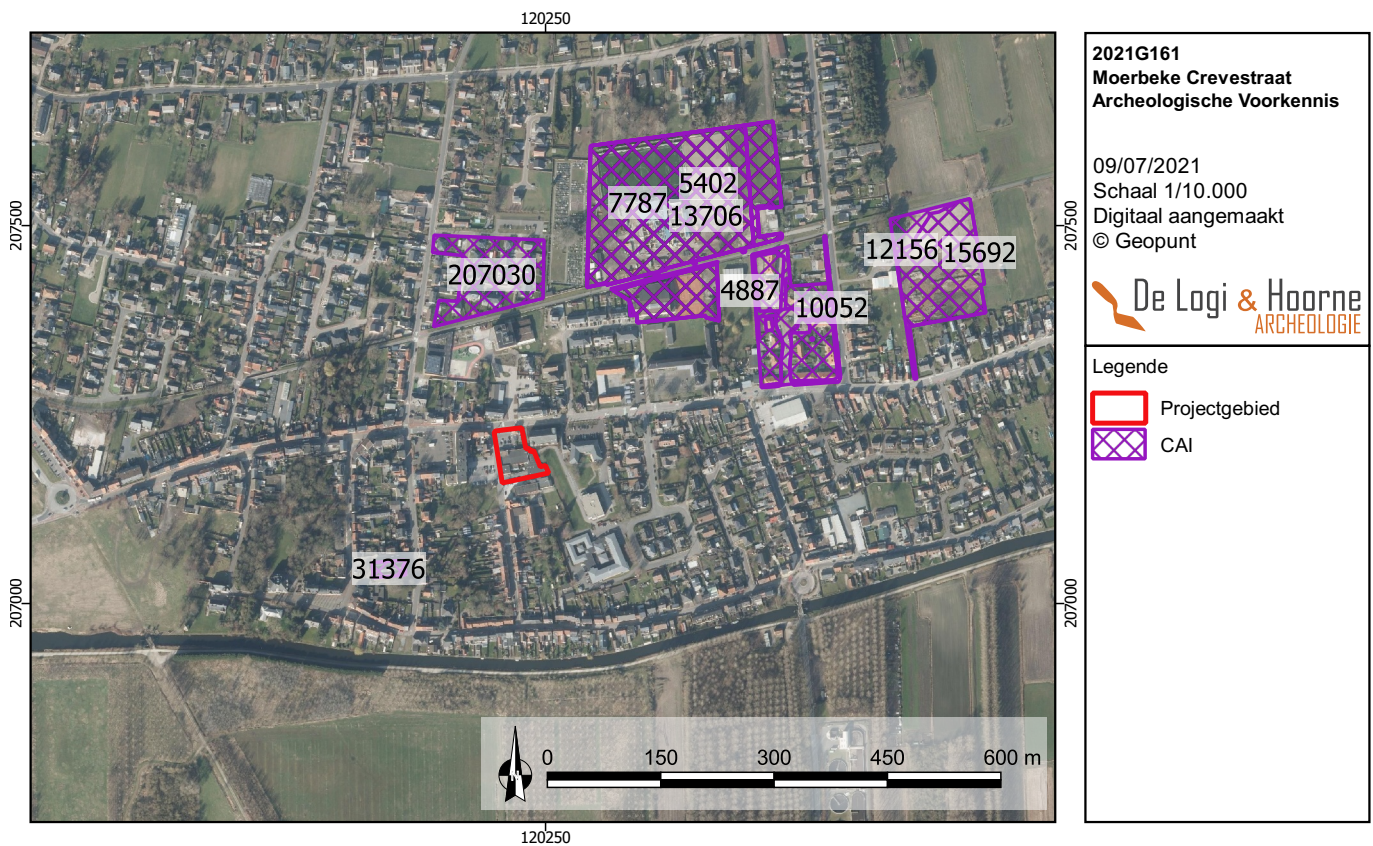 120250
207500
207000
5402
7787
13706
12156
15692
207030
4887
10052
31376
207500
207000
0 150 300 450 600 m
N
120250
2021G161
Moerbeke Crevestraat
Archeologische Voorkennis
09/07/2021
Schaal 1/10.000
Digitaal aangemaakt
© Geopunt
De Logi & Hoorne
ARCHEOLOGIE
Legende
Projectgebied
CAI